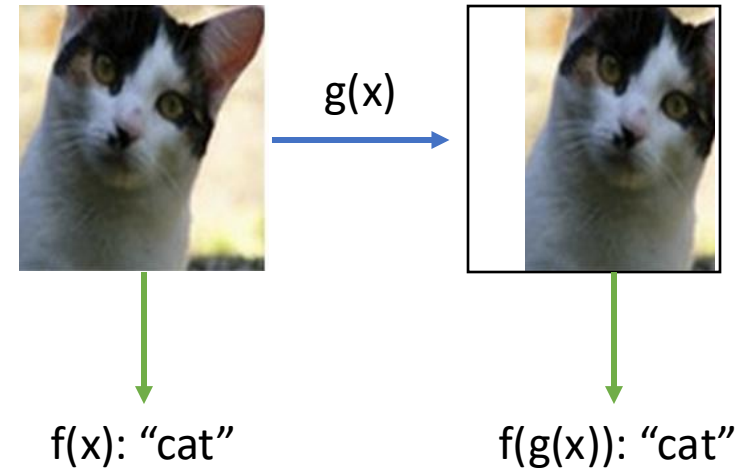 g(x)
f(x): “cat”
f(g(x)): “cat”